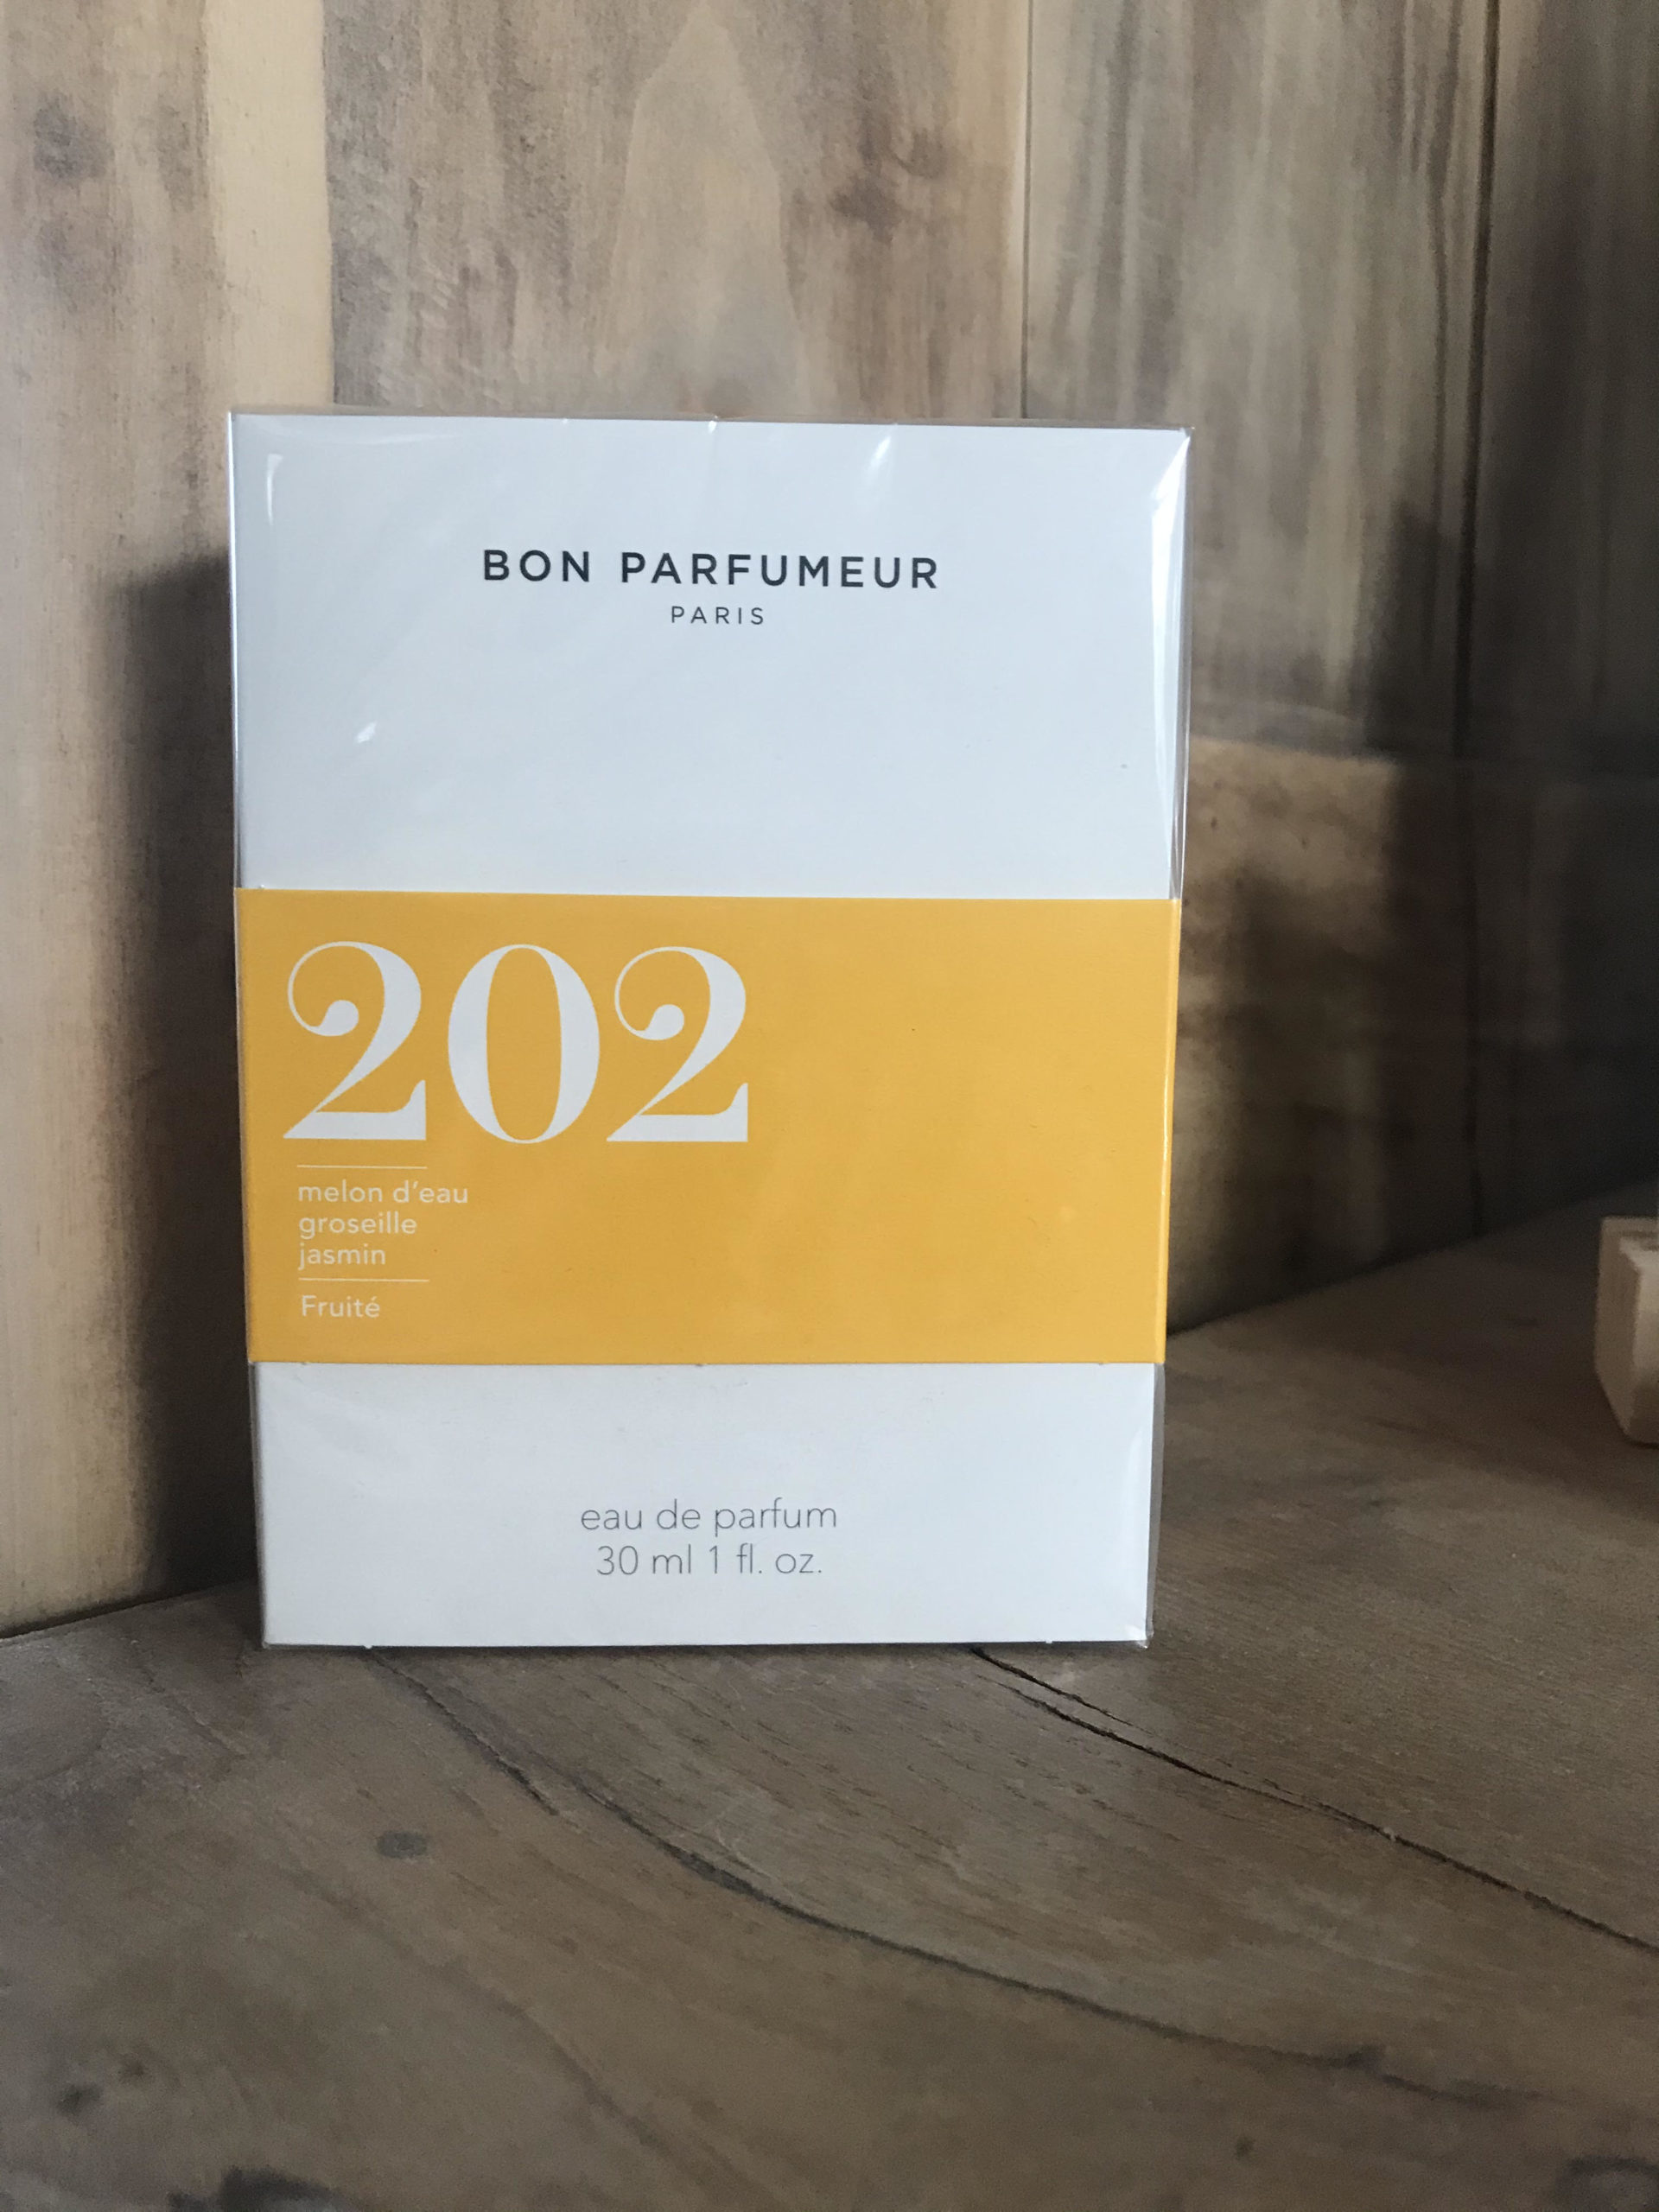 BON PARFUMEUR
PARIS
202
melon d'eau
groseille
jasmin
Fruité
eau de parfum
30 ml 1 fl. oz.